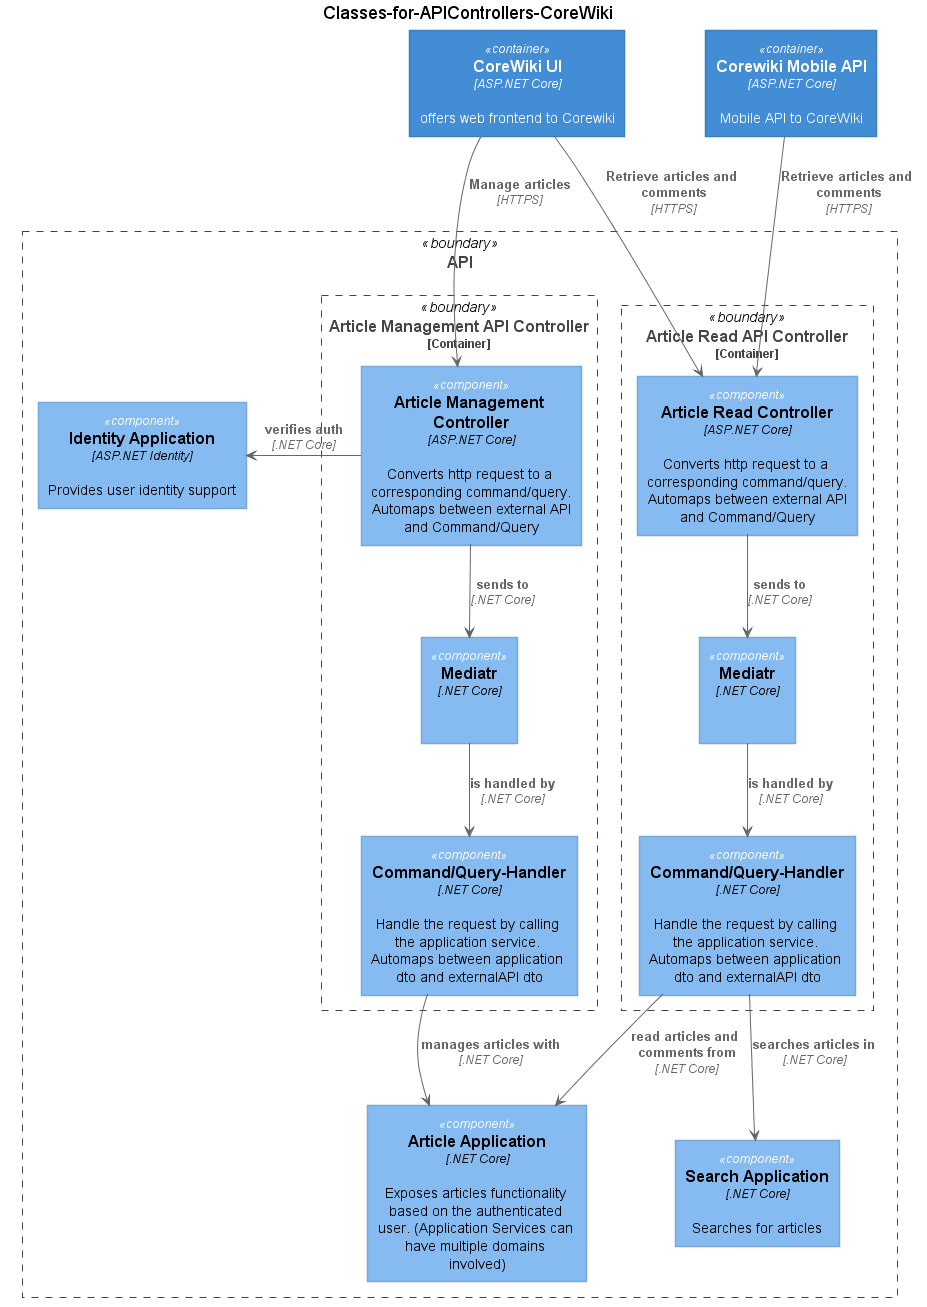 Classes-for-APIControllers-CoreWiki
«container»
CoreWiki UI
[ASP.NET Core]
offers web frontend to Corewiki
«container»
Corewiki Mobile API
[ASP.NET Core]
Mobile API to CoreWiki
Manage articles
[HTTPS]
Retrieve articles and
comments
[HTTPS]
Retrieve articles and
comments
[HTTPS]
«boundary»
API
«boundary»
Article Management API Controller
[Container]
«boundary»
Article Read API Controller
[Container]
«component»
Identity Application
[ASP.NET Identity]
Provides user identity support
verifies auth
[.NET Core]
«component»
Article Management
Controller
[ASP.NET Core]
Converts http request to a
corresponding command/query.
Automaps between external API
and Command/Query
«component»
Article Read Controller
[ASP.NET Core]
Converts http request to a
corresponding command/query.
Automaps between external API
and Command/Query
sends to
[.NET Core]
sends to
[.NET Core]
«component»
Mediatr
[.NET Core]
«component»
Mediatr
[.NET Core]
is handled by
[.NET Core]
is handled by
[.NET Core]
«component»
Command/Query-Handler
[.NET Core]
Handle the request by calling
the application service.
Automaps between application
dto and externalAPI dto
«component»
Command/Query-Handler
[.NET Core]
Handle the request by calling
the application service.
Automaps between application
dto and externalAPI dto
manages articles with
[.NET Core]
read articles and
comments from
[.NET Core]
searches articles in
[.NET Core]
«component»
Article Application
[.NET Core]
Exposes articles functionality
based on the authenticated
user. (Application Services can
have multiple domains
involved)
«component»
Search Application
[.NET Core]
Searches for articles